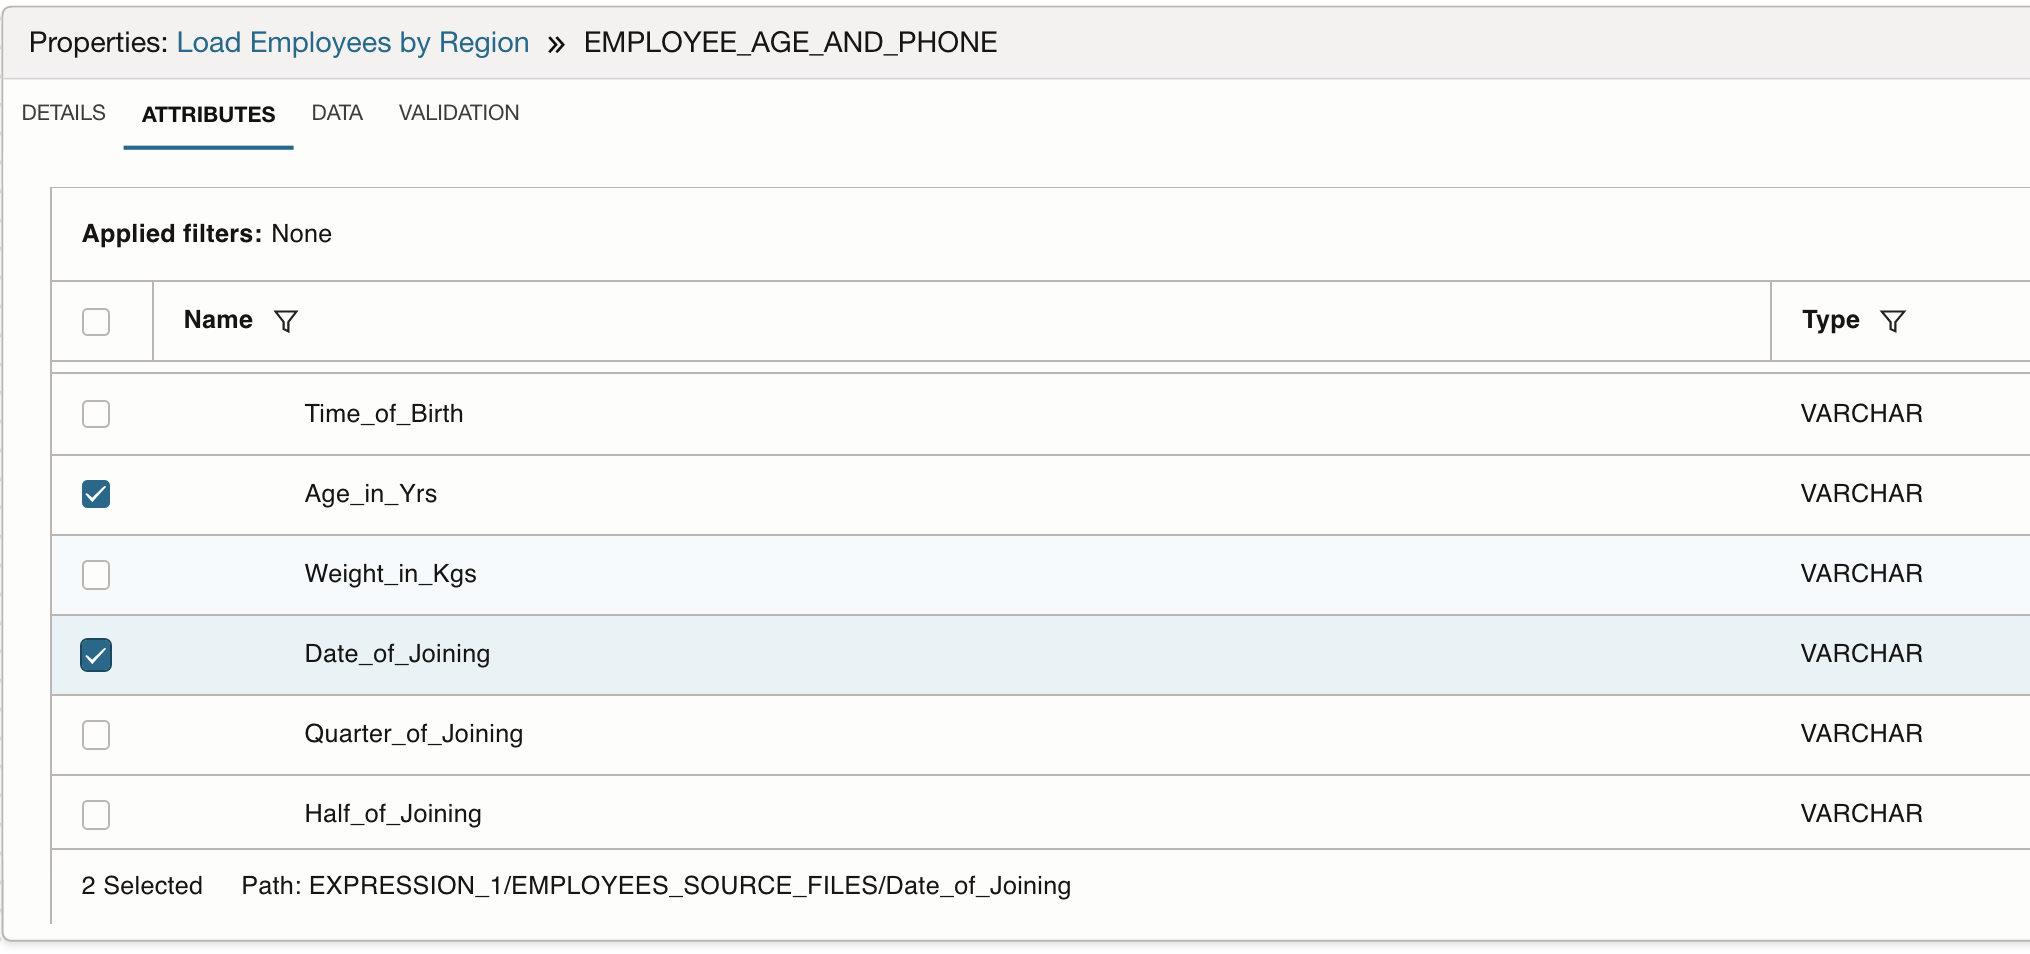 Properties: Load Employees by Region » EMPLOYEE_AGE_AND_PHONE
DETAILS ATTRIBUTES DATA VALIDATION
Applied filters: None
Name Type
Time_of_Birth VARCHAR
Age_in_Yrs VARCHAR
Weight_in_Kgs VARCHAR
Date_of_Joining VARCHAR
Quarter_of_Joining VARCHAR
Half_of_Joining VARCHAR
2 Selected Path: EXPRESSION_1/EMPLOYEES_SOURCE_FILES/Date_of_Joining